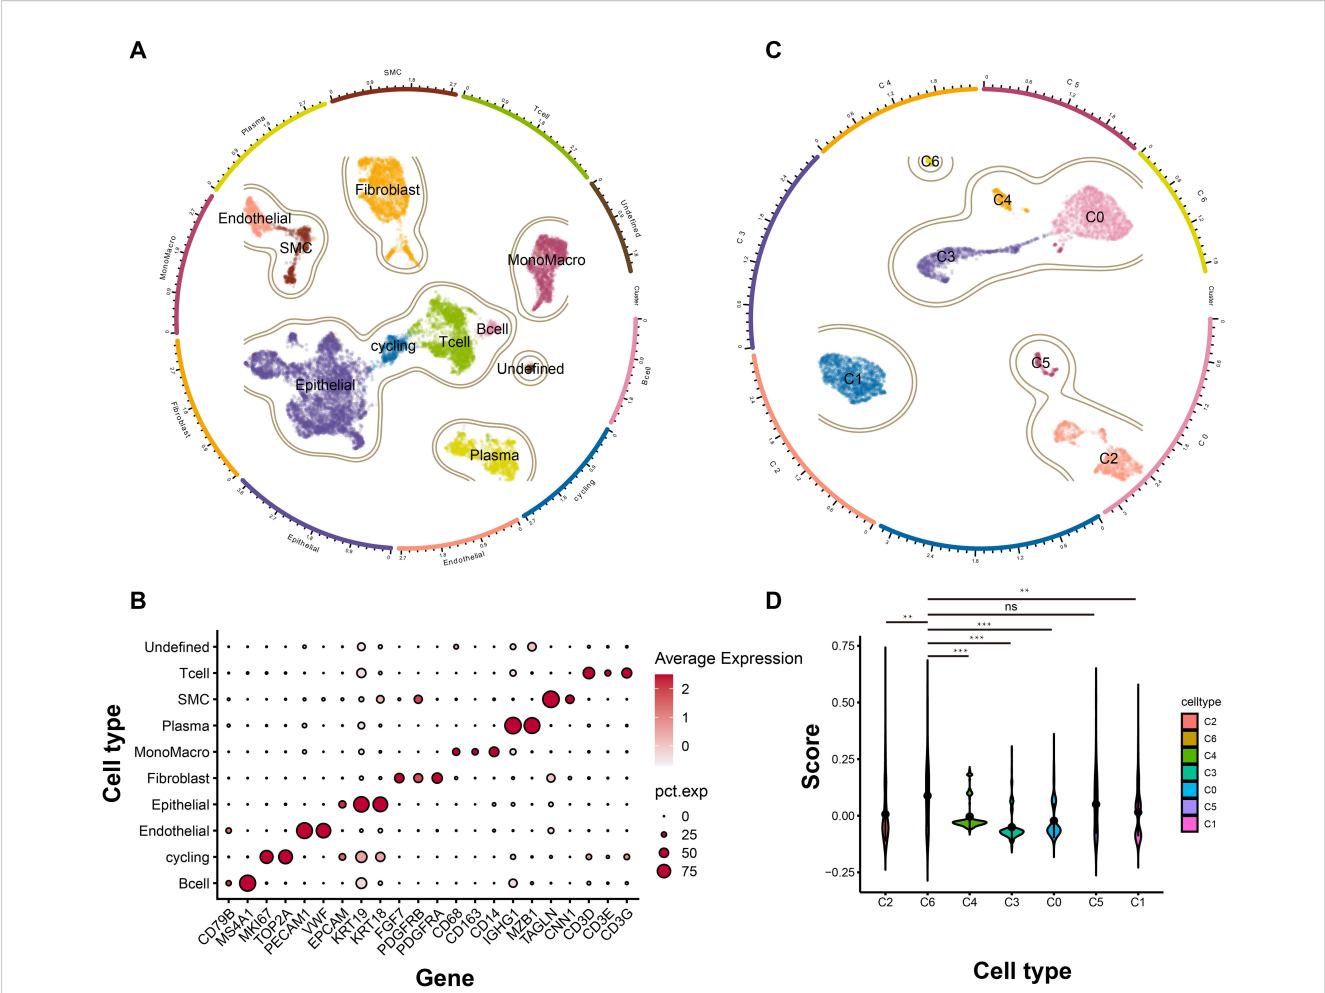 A
SMC
Tcell
Undefined
Cluster
Bcell
cycling
Endothelial
Epithelial
Fibroblast
MonoMacro
Plasma
Fibroblast
Endothelial
SMC
MonoMacro
Bcell
cycling
Tcell
Undefined
Epithelial
Plasma
C
C 4
C 5
C 6
Cluster
C 0
C 2
C 3
C6
C4
C0
C3
C1
C5
C2
B
Cell type
Undefined
Tcell
SMC
Plasma
MonoMacro
Fibroblast
Epithelial
Endothelial
cycling
Bcell
CD79B
MS4A1
MKI67
TOP2A
PECAM1
VWF
EPCAM
KRT19
KRT18
FGF7
PDGFRB
PDGFRA
CD68
CD163
CD14
IGHG1
MZB1
TAGLN
CNN1
CD3D
CD3E
CD3G
Gene
Average Expression
2
1
0
pct.exp
0
25
50
75
D
**
ns
**
***
***
***
Score
0.75
0.50
0.25
0.00
−0.25
C2 C6 C4 C3 C0 C5 C1
Cell type
celltype
C2
C6
C4
C3
C0
C5
C1